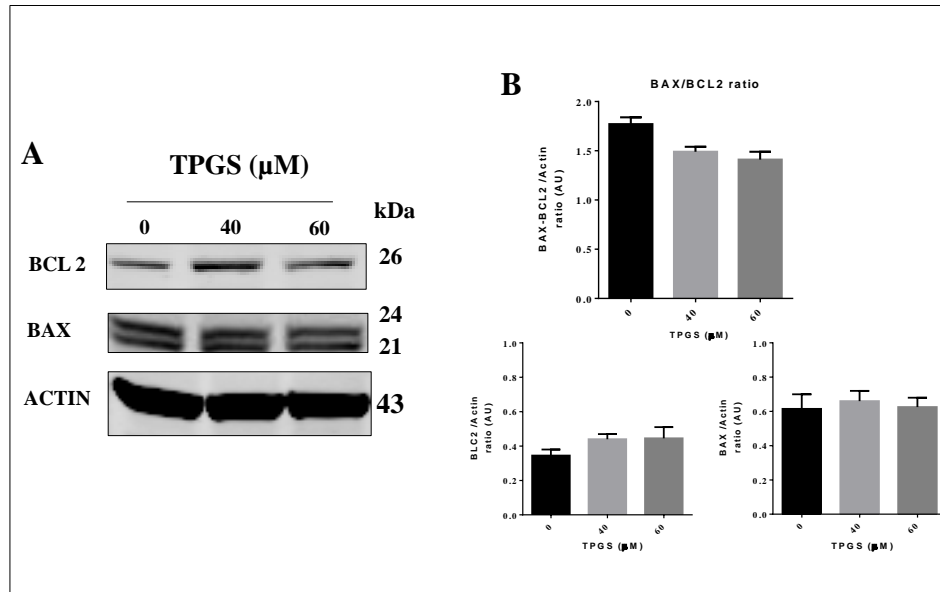 A
TPGS (µM)
0 40 60 kDa
BCL 2 26
BAX 24
21
ACTIN 43
B
BAX/BCL2 ratio
BAX-BCL2 /Actin
ratio (AU)
2.0
1.5
1.0
0.5
0.0
0 40 60
TPGS (µM)
BLC2 /Actin
ratio (AU)
1.0
0.8
0.6
0.4
0.2
0.0
0 40 60
TPGS (µM)
BAX /Actin
ratio (AU)
1.0
0.8
0.6
0.4
0.2
0.0
0 40 60
TPGS (µM)